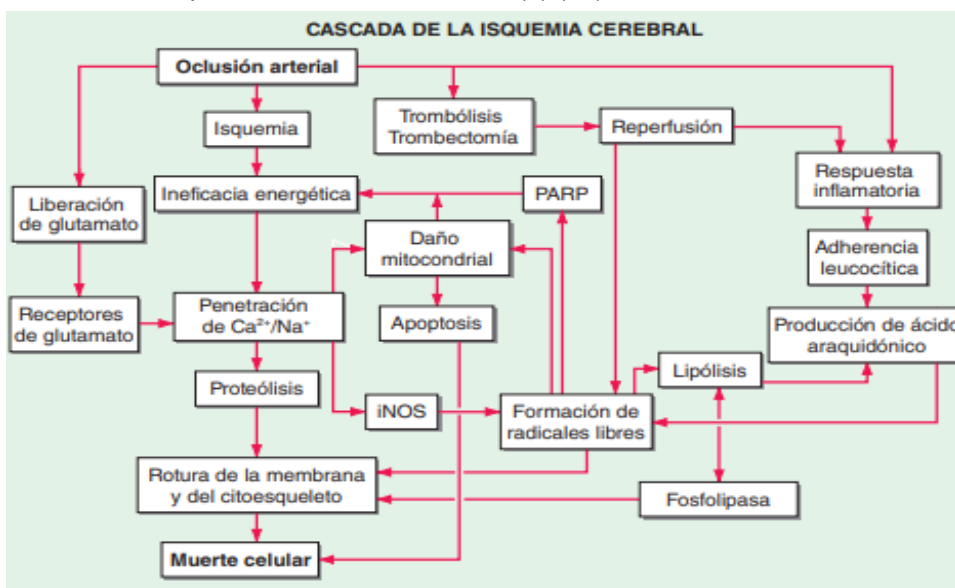 CASCADA DE LA ISQUEMIA CEREBRAL
Oclusión arterial
Isquemia
Trombólisis
Trombectomía
Reperfusión
Respuesta
inflamatoria
Liberación
de glutamato
Ineficacia energética
PARP
Daño
mitocondrial
Adherencia
leucocítica
Receptores
de glutamato
Penetración
de Ca²⁺/Na⁺
Apoptosis
Producción de ácido
araquidónico
Proteólisis
iNOS
Formación de
radicales libres
Lipólisis
Rotura de la membrana
y del citoesqueleto
Fosfolipasa
Muerte celular